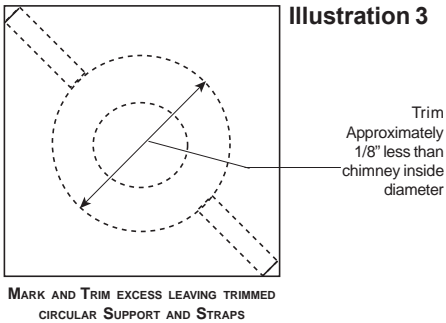 Illustration 3
Trim
Approximately
1/8" less than
chimney inside
diameter
MARK AND TRIM EXCESS LEAVING TRIMMED
CIRCULAR SUPPORT AND STRAPS